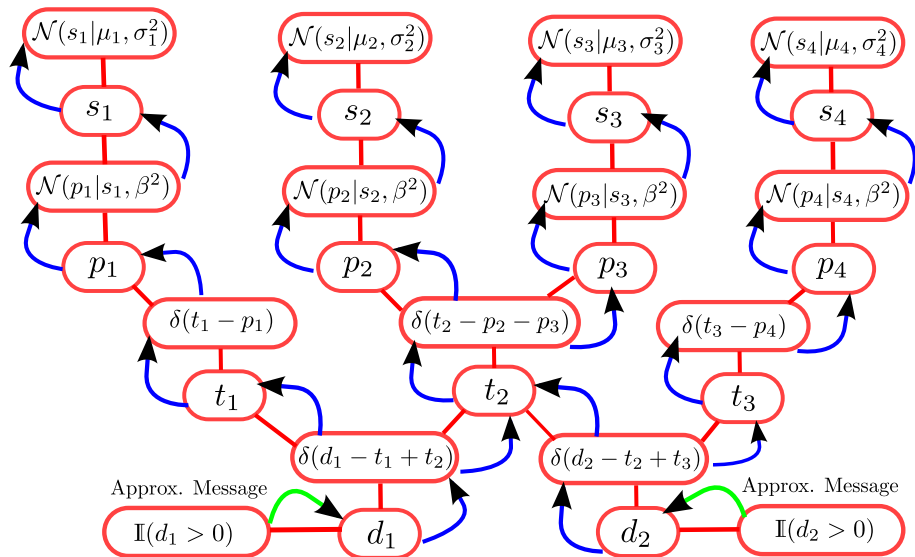 𝒩(s₁|μ₁, σ₁²) 𝒩(s₂|μ₂, σ₂²) 𝒩(s₃|μ₃, σ₃²) 𝒩(s₄|μ₄, σ₄²)
s₁ s₂ s₃ s₄
𝒩(p₁|s₁, β²) 𝒩(p₂|s₂, β²) 𝒩(p₃|s₃, β²) 𝒩(p₄|s₄, β²)
p₁ p₂ p₃ p₄
δ(t₁ − p₁) δ(t₂ − p₂ − p₃) δ(t₃ − p₄)
t₁ t₂ t₃
δ(d₁ − t₁ + t₂) δ(d₂ − t₂ + t₃)
Approx. Message Approx. Message
𝕀(d₁ > 0) d₁ d₂ 𝕀(d₂ > 0)